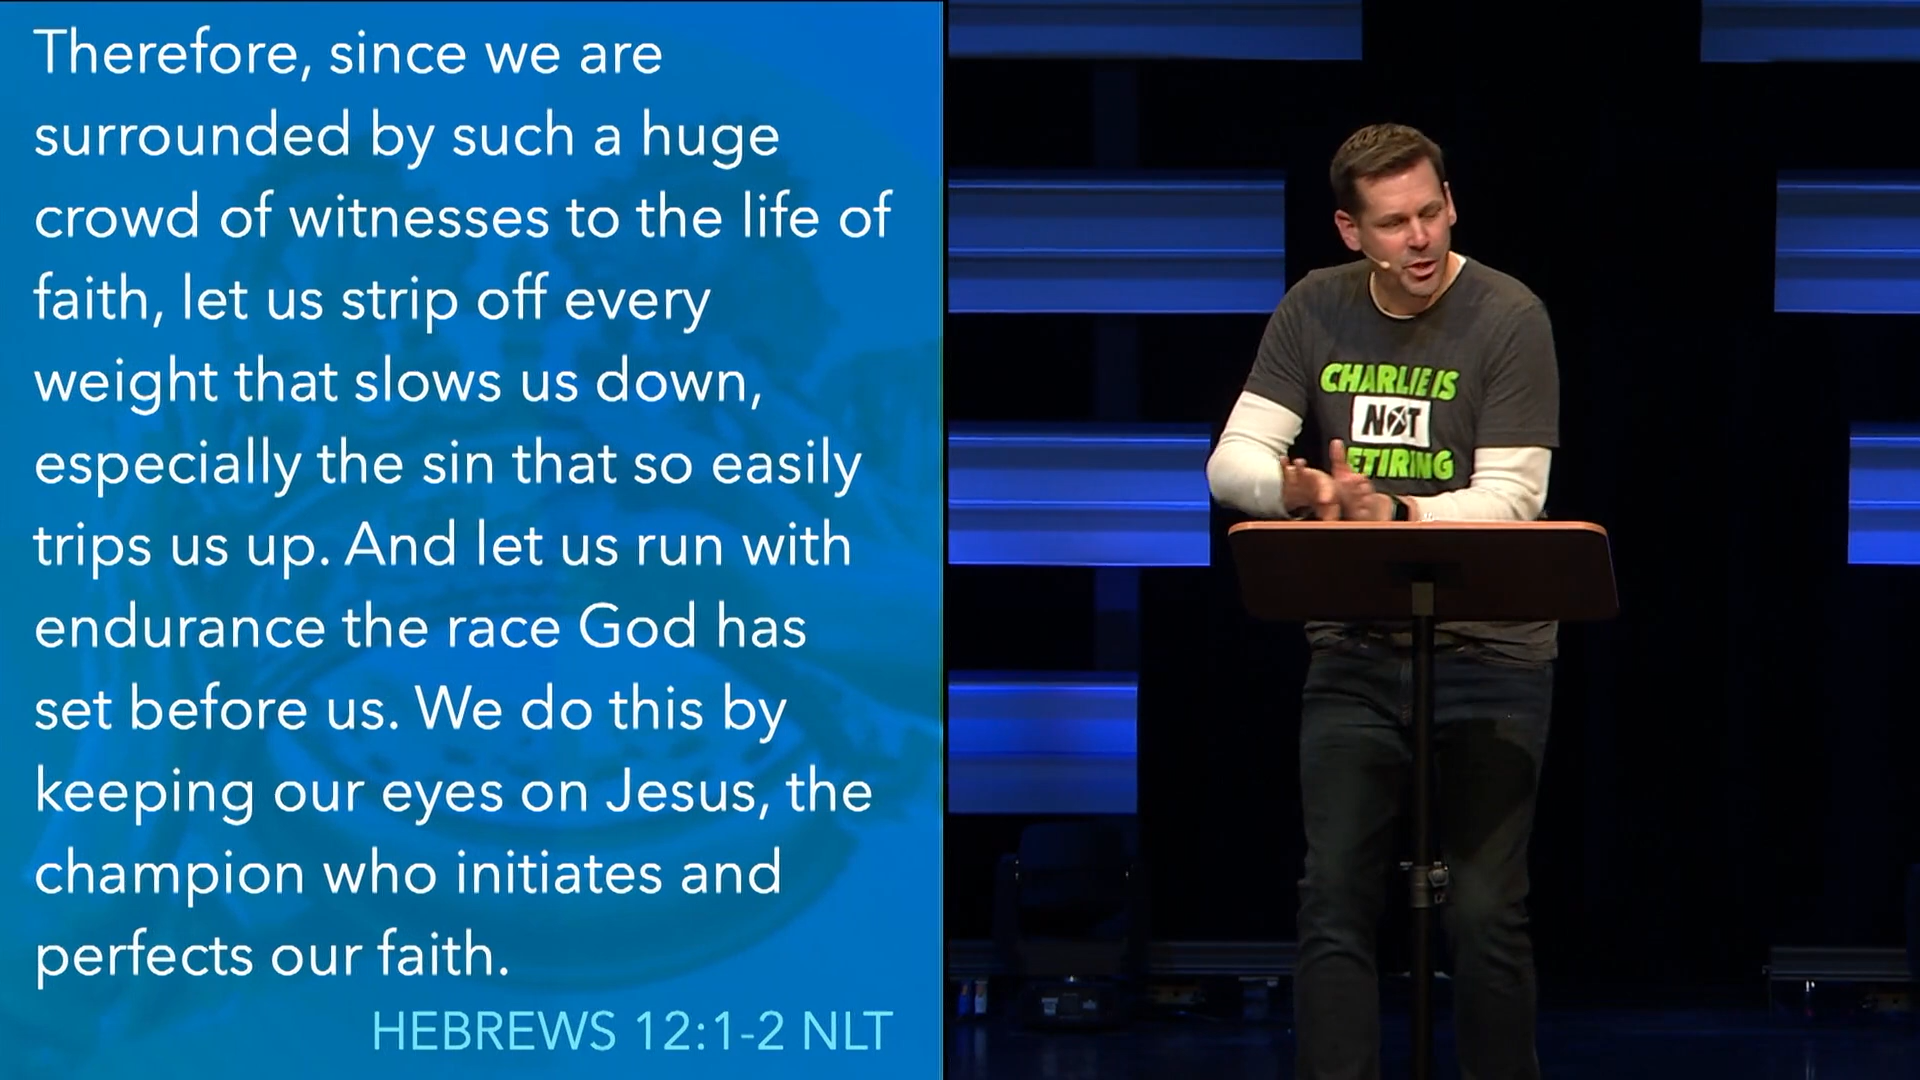 Therefore, since we are
surrounded by such a huge
crowd of witnesses to the life of
faith, let us strip off every
weight that slows us down,
especially the sin that so easily
trips us up. And let us run with
endurance the race God has
set before us. We do this by
keeping our eyes on Jesus, the
champion who initiates and
perfects our faith.
HEBREWS 12:1-2 NLT
CHARLIE IS
NOT
ETIRING